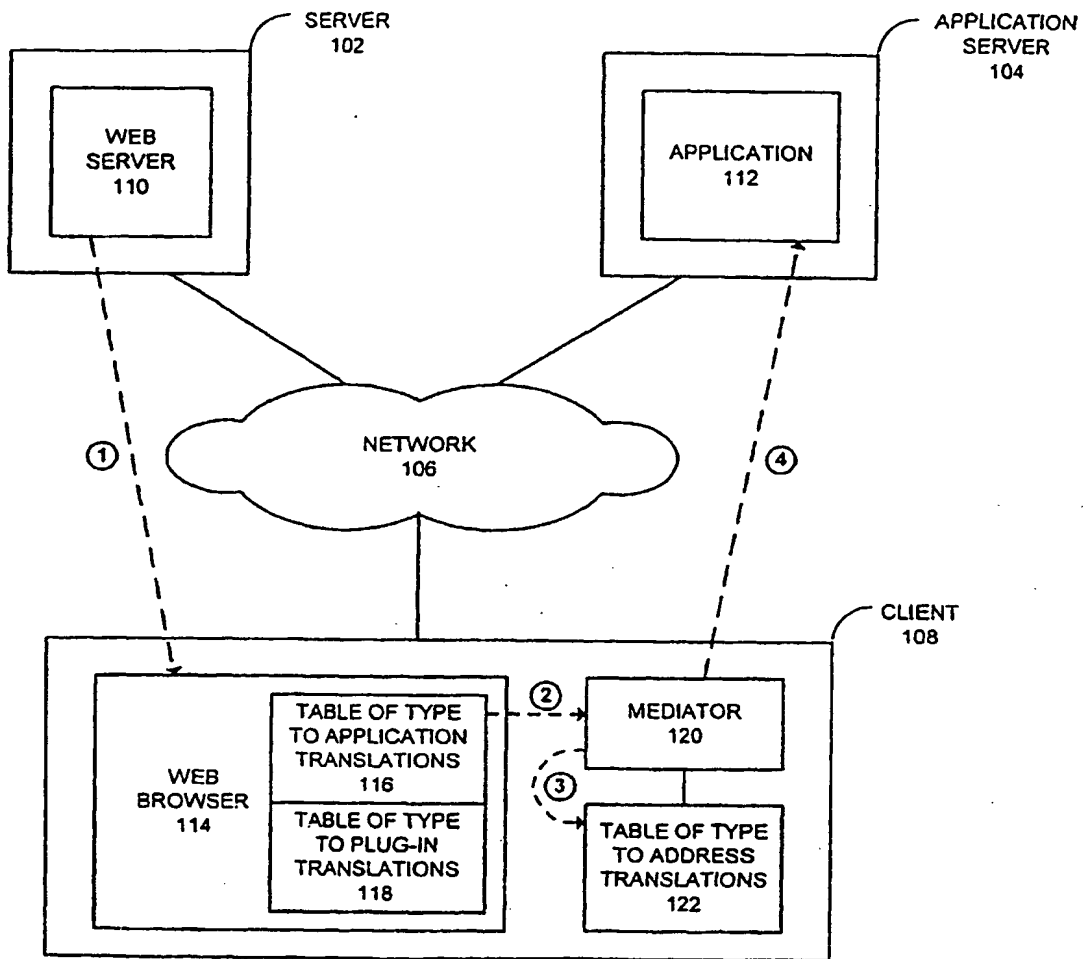 SERVER
102
APPLICATION
SERVER
104
WEB
SERVER
110
APPLICATION
112
1
NETWORK
106
4
CLIENT
108
WEB
BROWSER
114
TABLE OF TYPE
TO APPLICATION
TRANSLATIONS
116
TABLE OF TYPE
TO PLUG-IN
TRANSLATIONS
118
2
MEDIATOR
120
3
TABLE OF TYPE
TO ADDRESS
TRANSLATIONS
122